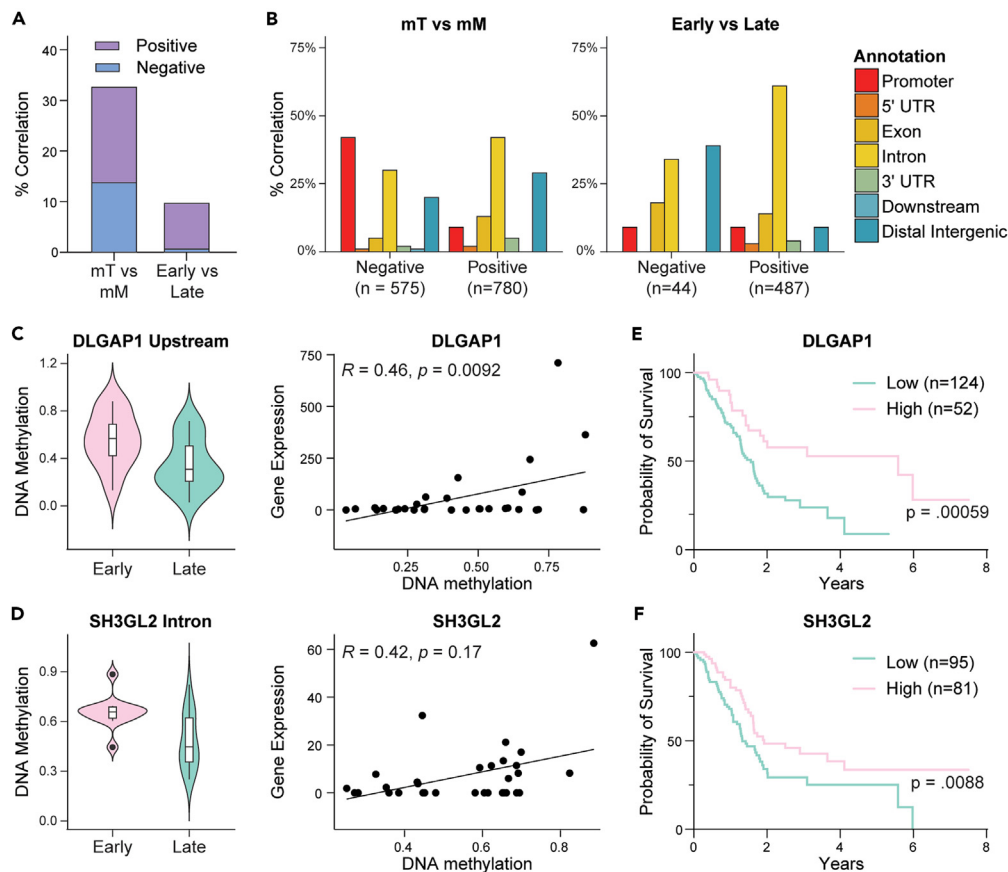 A
% Correlation
40
30
20
10
0
Positive
Negative
mT vs
mM
Early vs
Late
B
mT vs mM
% Correlation
75%
50%
25%
0%
Negative
(n = 575)
Positive
(n=780)
Early vs Late
75%
50%
25%
0%
Negative
(n=44)
Positive
(n=487)
Annotation
Promoter
5' UTR
Exon
Intron
3' UTR
Downstream
Distal Intergenic
C
DLGAP1 Upstream
DNA Methylation
1.2
0.8
0.4
0.0
Early
Late
DLGAP1
R = 0.46, p = 0.0092
Gene Expression
750
500
250
0
0.25
0.50
0.75
DNA methylation
E
DLGAP1
Probability of Survival
100
50
0
Low (n=124)
High (n=52)
p = .00059
0
2
4
6
8
Years
D
SH3GL2 Intron
DNA Methylation
0.9
0.6
0.3
0.0
Early
Late
SH3GL2
R = 0.42, p = 0.17
Gene Expression
60
40
20
0
0.4
0.6
0.8
DNA methylation
F
SH3GL2
Probability of Survival
100
50
0
Low (n=95)
High (n=81)
p = .0088
0
2
4
6
8
Years